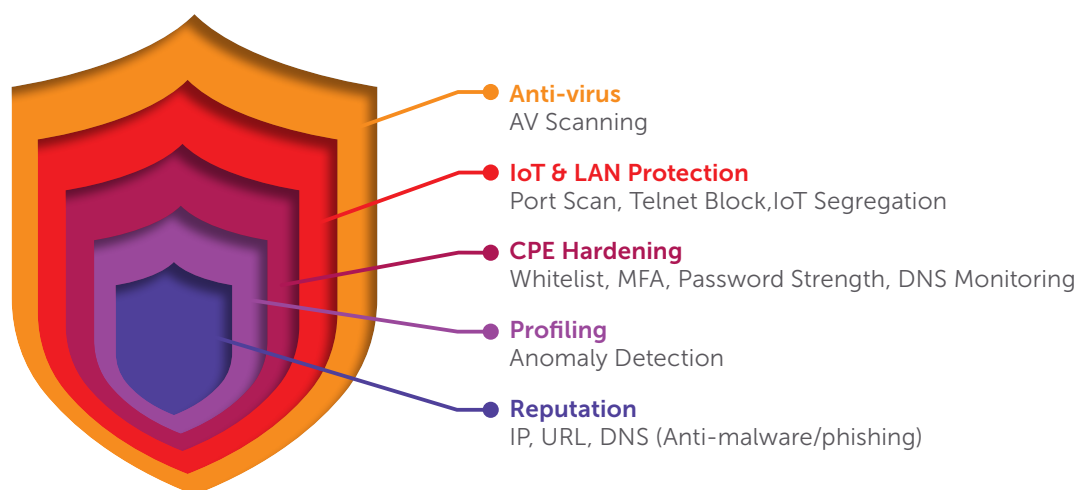 Anti-virus
AV Scanning
IoT & LAN Protection
Port Scan, Telnet Block,IoT Segregation
CPE Hardening
Whitelist, MFA, Password Strength, DNS Monitoring
Profiling
Anomaly Detection
Reputation
IP, URL, DNS (Anti-malware/phishing)